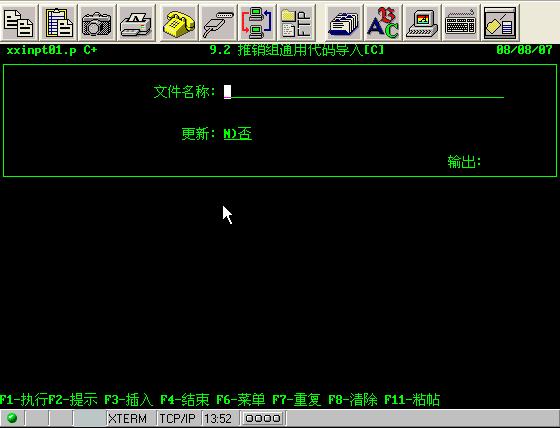 xxinpt01.p C+ 9.2 推销组通用代码导入[C] 08/08/07
文件名称:
更新: N)否
输出:
F1-执行F2-提示 F3-插入 F4-结束 F6-菜单 F7-重复 F8-清除 F11-粘帖
XTERM TCP/IP 13:52